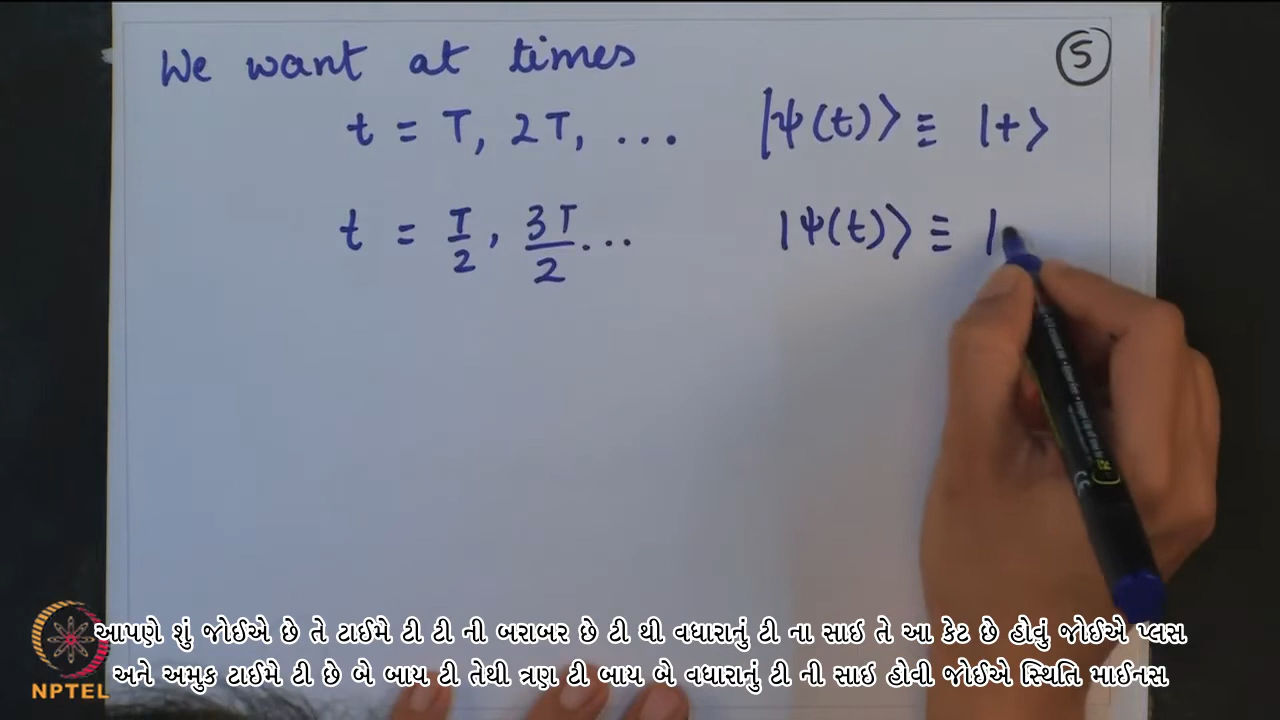 We want at times
⑤
t = T, 2T, ... |ψ(t)⟩ ≡ |+⟩
t = T/2, 3T/2 ... |ψ(t)⟩ ≡ |
આપણે શું જોઈએ છે તે ટાઈમે ટી ટી ની બરાબર છે ટી થી વધારાનું ટી ના સાઇ તે આ કેટ છે હોવું જોઈએ પ્લસ
અને અમુક ટાઈમે ટી છે બે બાય ટી તેથી ત્રણ ટી બાય બે વધારાનું ટી ની સાઇ હોવી જોઈએ સ્થિતિ માઈનસ
NPTEL